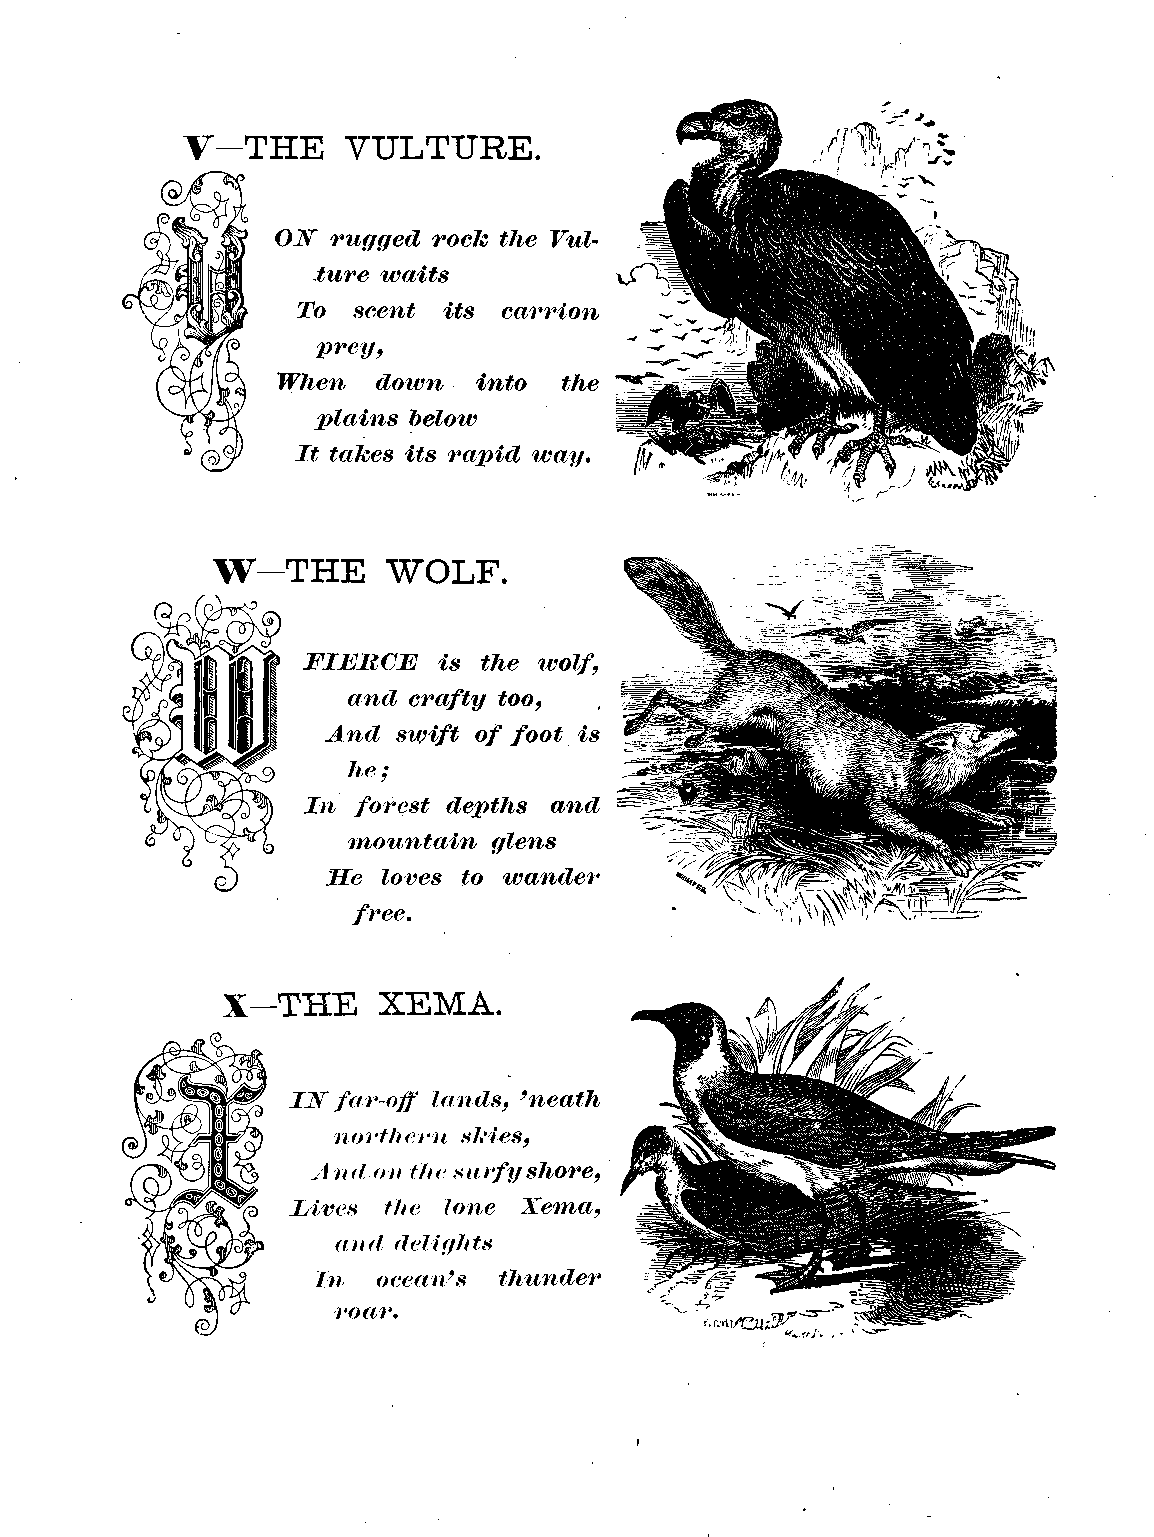 V—THE VULTURE.
V
ON rugged rock the Vul-
ture waits
To scent its carrion
prey,
When down into the
plains below
It takes its rapid way.
W—THE WOLF.
W
FIERCE is the wolf,
and crafty too,
And swift of foot is
he;
In forest depths and
mountain glens
He loves to wander
free.
X—THE XEMA.
X
IN far-off lands, 'neath
northern skies,
And on the surfy shore,
Lives the lone Xema,
and delights
In ocean's thunder
roar.